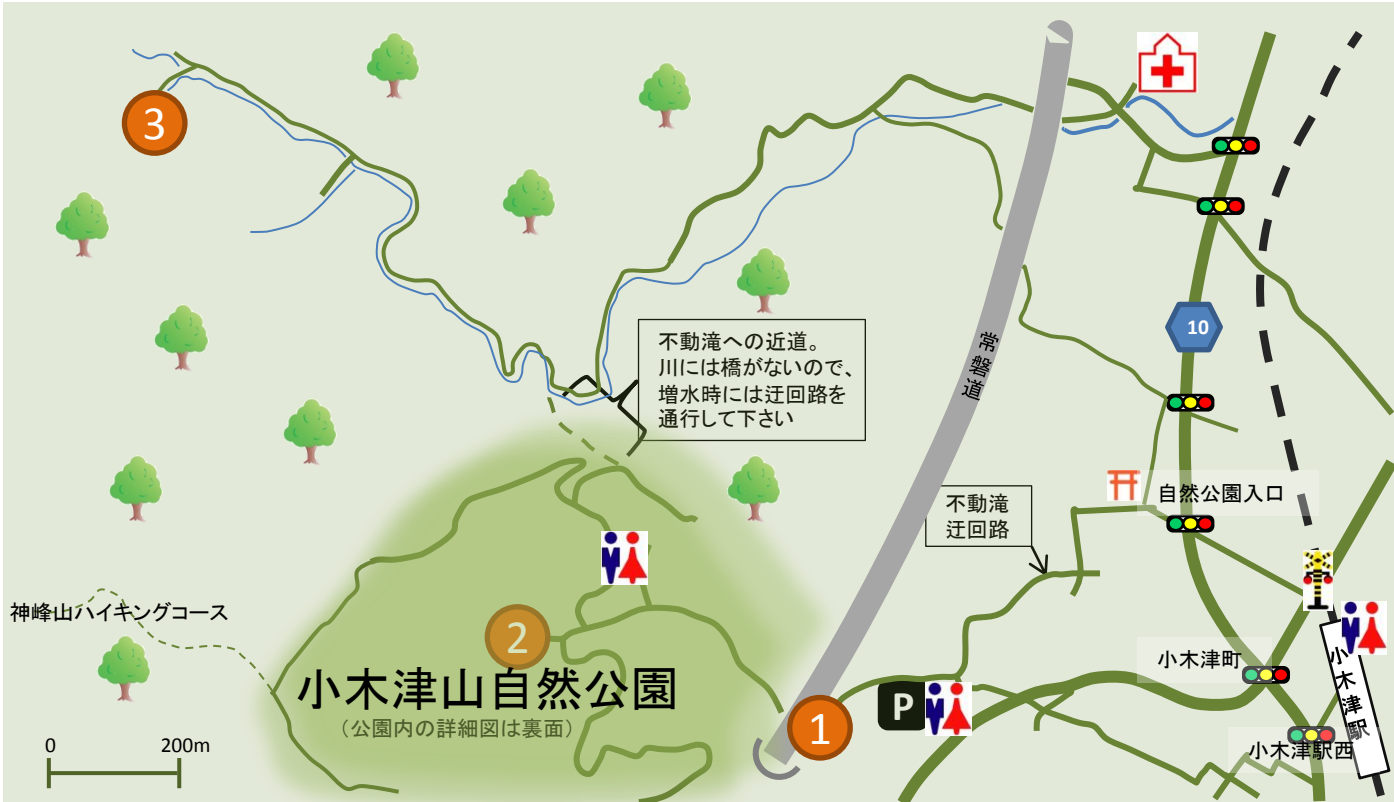 3
10
常磐道
不動滝への近道。
川には橋がないので、
増水時には迂回路を
通行して下さい
自然公園入口
不動滝
迂回路
神峰山ハイキングコース
2
小木津山自然公園
(公園内の詳細図は裏面)
小木津町
小木津駅
P
1
小木津駅西
0 200m